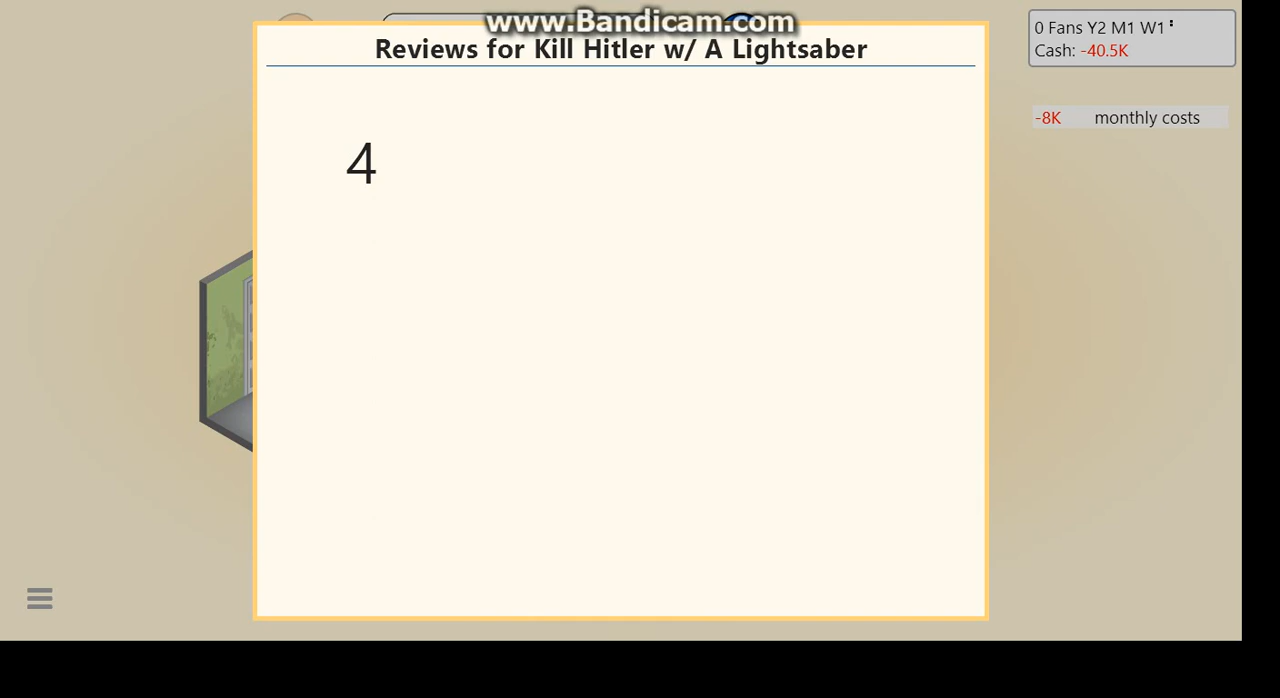 www.Bandicam.com
Reviews for Kill Hitler w/ A Lightsaber
0 Fans Y2 M1 W1
Cash: -40.5K
-8K monthly costs
4